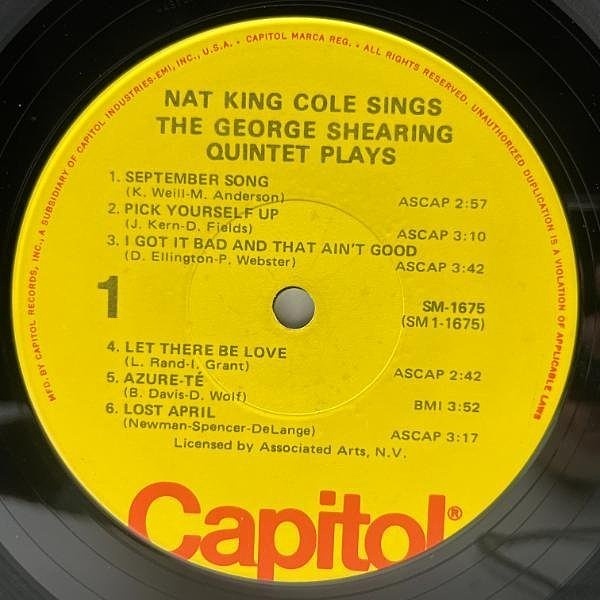 MFD. BY CAPITOL RECORDS, INC., A SUBSIDIARY OF CAPITOL INDUSTRIES-EMI, INC., U.S.A. • CAPITOL MARCA REG. • ALL RIGHTS RESERVED. UNAUTHORIZED DUPLICATION IS A VIOLATION OF APPLICABLE LAWS
NAT KING COLE SINGS
THE GEORGE SHEARING
QUINTET PLAYS
1. SEPTEMBER SONG
(K. Weill-M. Anderson) ASCAP 2:57
2. PICK YOURSELF UP
(J. Kern-D. Fields) ASCAP 3:10
3. I GOT IT BAD AND THAT AIN'T GOOD
(D. Ellington-P. Webster) ASCAP 3:42
1
SM-1675
(SM1-1675)
4. LET THERE BE LOVE
(L. Rand-I. Grant) ASCAP 2:42
5. AZURE-TÉ
(B. Davis-D. Wolf) BMI 3:52
6. LOST APRIL
(Newman-Spencer-DeLange) ASCAP 3:17
Licensed by Associated Arts, N.V.
Capitol®